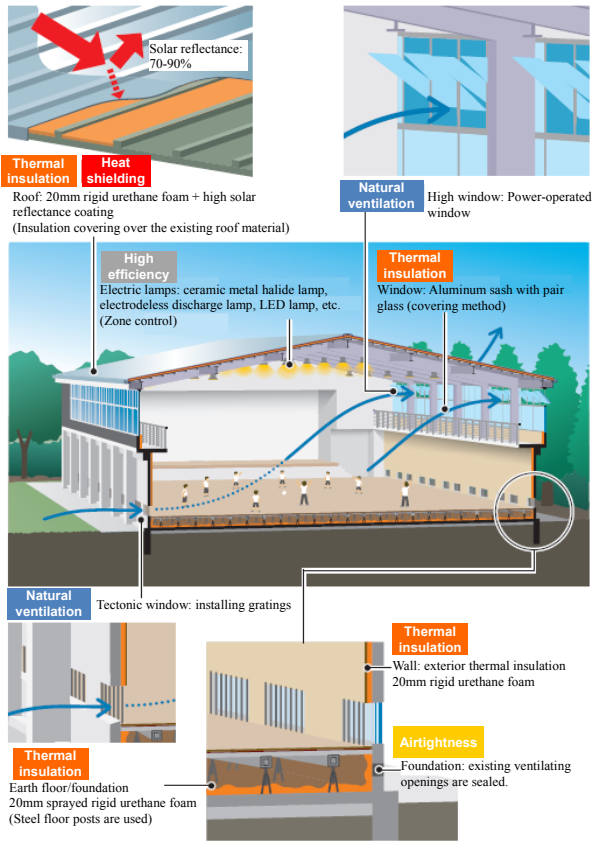 Solar reflectance:
70-90%
Thermal
insulation
Heat
shielding
Roof: 20mm rigid urethane foam + high solar
reflectance coating
(Insulation covering over the existing roof material)
Natural
ventilation
High window: Power-operated
window
High
efficiency
Electric lamps: ceramic metal halide lamp,
electrodeless discharge lamp, LED lamp, etc.
(Zone control)
Thermal
insulation
Window: Aluminum sash with pair
glass (covering method)
Natural
ventilation
Tectonic window: installing gratings
Thermal
insulation
Wall: exterior thermal insulation
20mm rigid urethane foam
Airtightness
Foundation: existing ventilating
openings are sealed.
Thermal
insulation
Earth floor/foundation
20mm sprayed rigid urethane foam
(Steel floor posts are used)